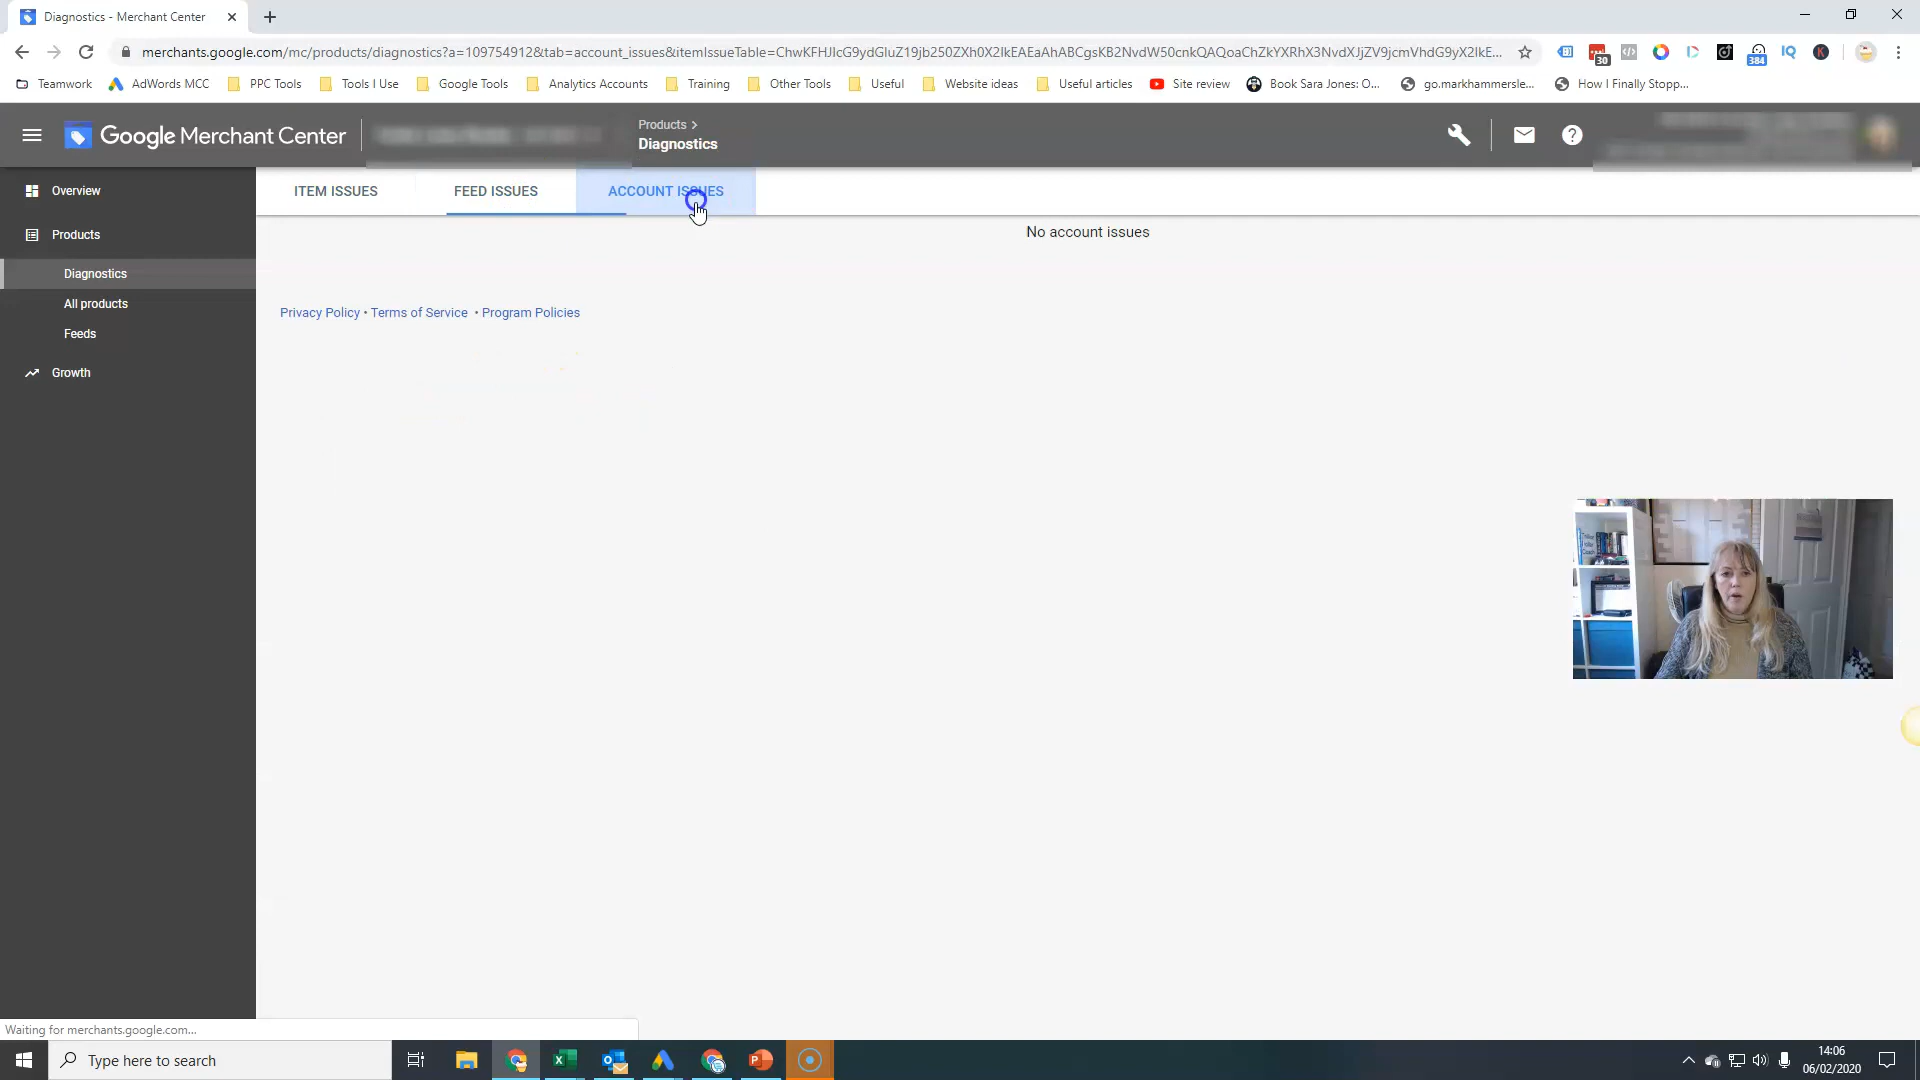 Diagnostics - Merchant Center
merchants.google.com/mc/products/diagnostics?a=109754912&tab=account_issues&itemIssueTable=ChwKFHJlcG9ydGluZ19jb250ZXh0X2lkEAEaAhABCgsKB2NvdW50cnkQAQoaChZkYXRhX3NvdXJjZV9jcmVhdG9yX2lkE...
30
384
Teamwork
AdWords MCC
PPC Tools
Tools I Use
Google Tools
Analytics Accounts
Training
Other Tools
Useful
Website ideas
Useful articles
Site review
Book Sara Jones: O...
go.markhammersle...
How I Finally Stopp...
Google Merchant Center
Products >
Diagnostics
Overview
Products
Diagnostics
All products
Feeds
Growth
ITEM ISSUES
FEED ISSUES
ACCOUNT ISSUES
No account issues
Privacy Policy • Terms of Service • Program Policies
Waiting for merchants.google.com...
Type here to search
14:06
06/02/2020